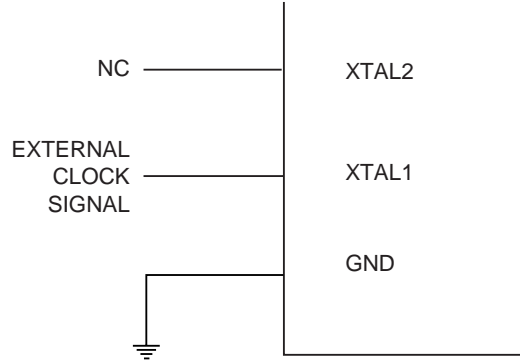 NC
XTAL2
EXTERNAL
CLOCK
SIGNAL
XTAL1
GND